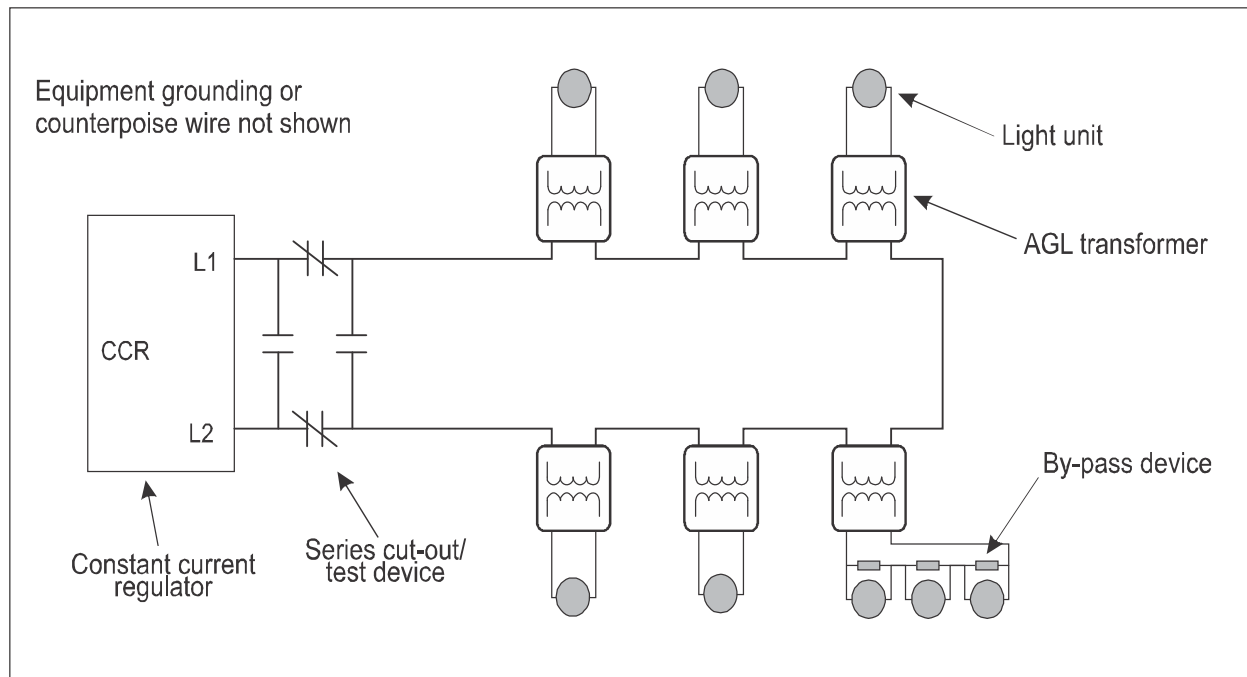 Equipment grounding or
counterpoise wire not shown
Light unit
AGL transformer
L1
CCR
L2
By-pass device
Constant current
regulator
Series cut-out/
test device